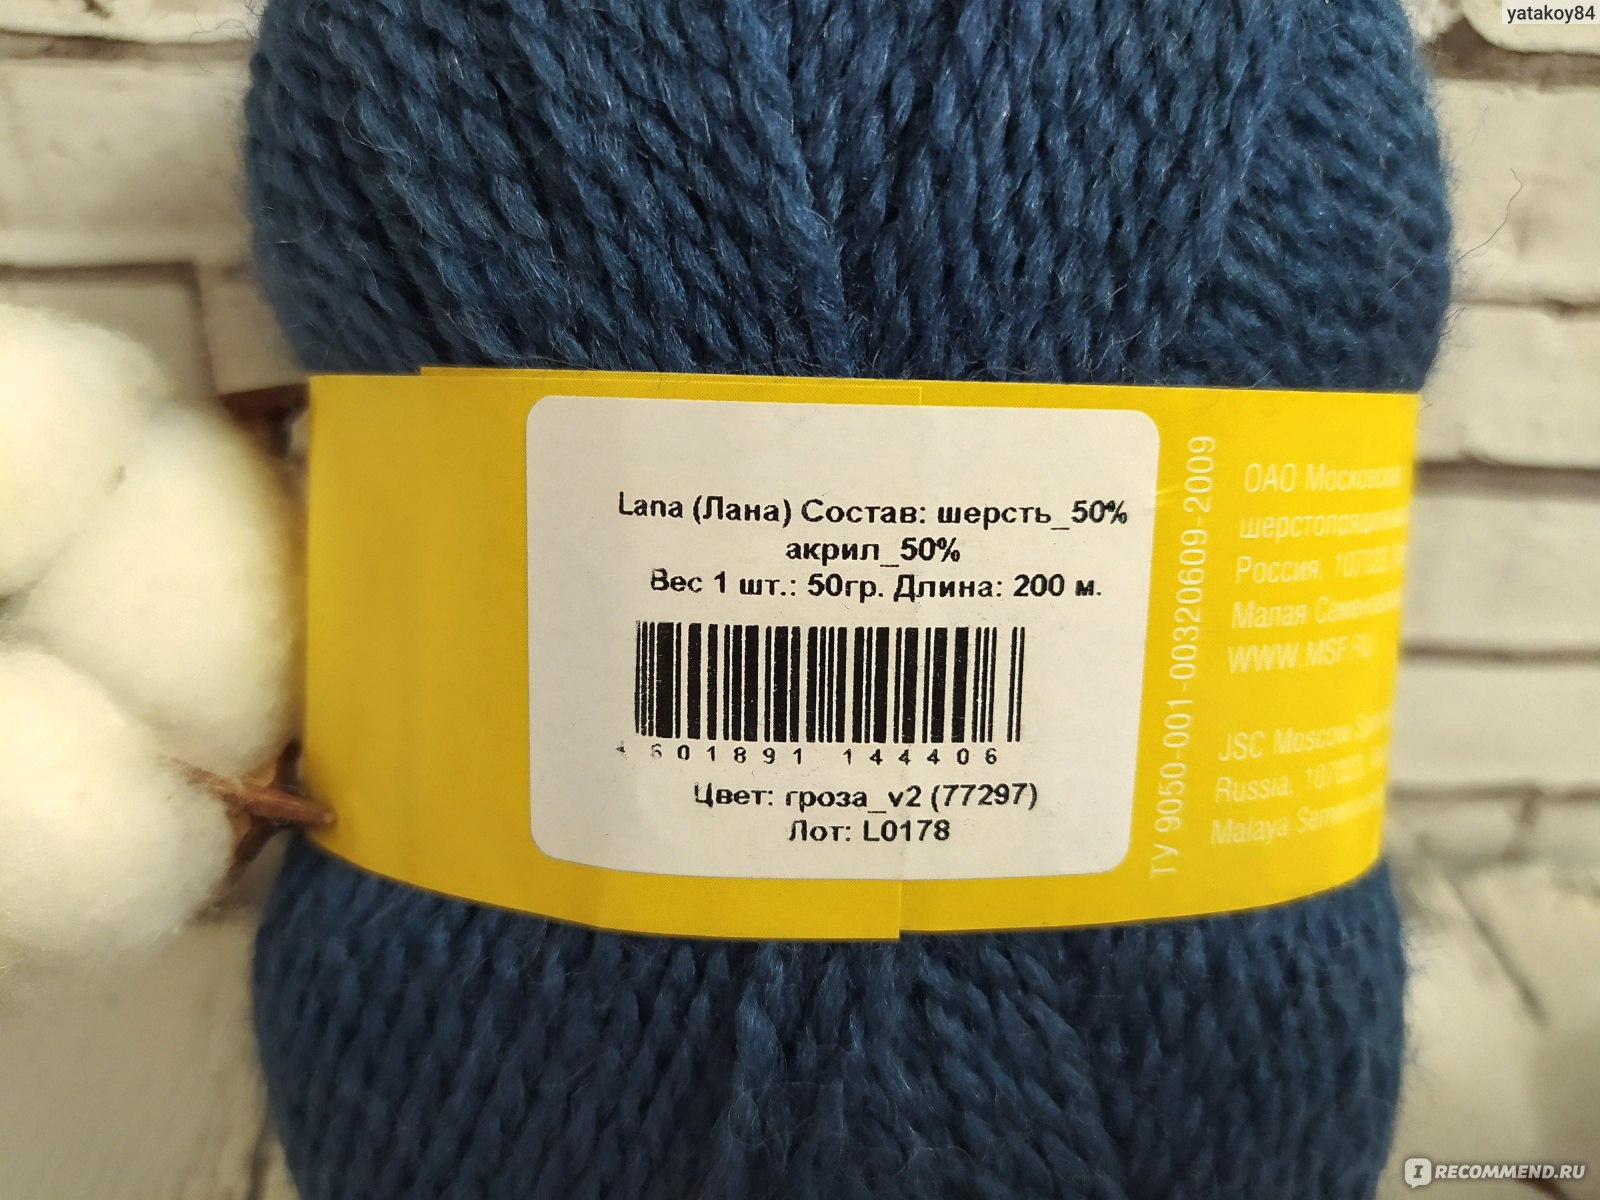 yatakoy84
Lana (Лана) Состав: шерсть_50%
акрил_50%
Вес 1 шт.: 50гр. Длина: 200 м.
4 601891 144406
Цвет: гроза_v2 (77297)
Лот: L0178
ТУ 9050-001-00320609-2009
ОАО Московская
шерстопрядильная
Россия, 107023,
Малая Семеновская
WWW.MSF.RU
JSC Moscow
Russia, 107023,
Malaya
IRECOMMEND.RU